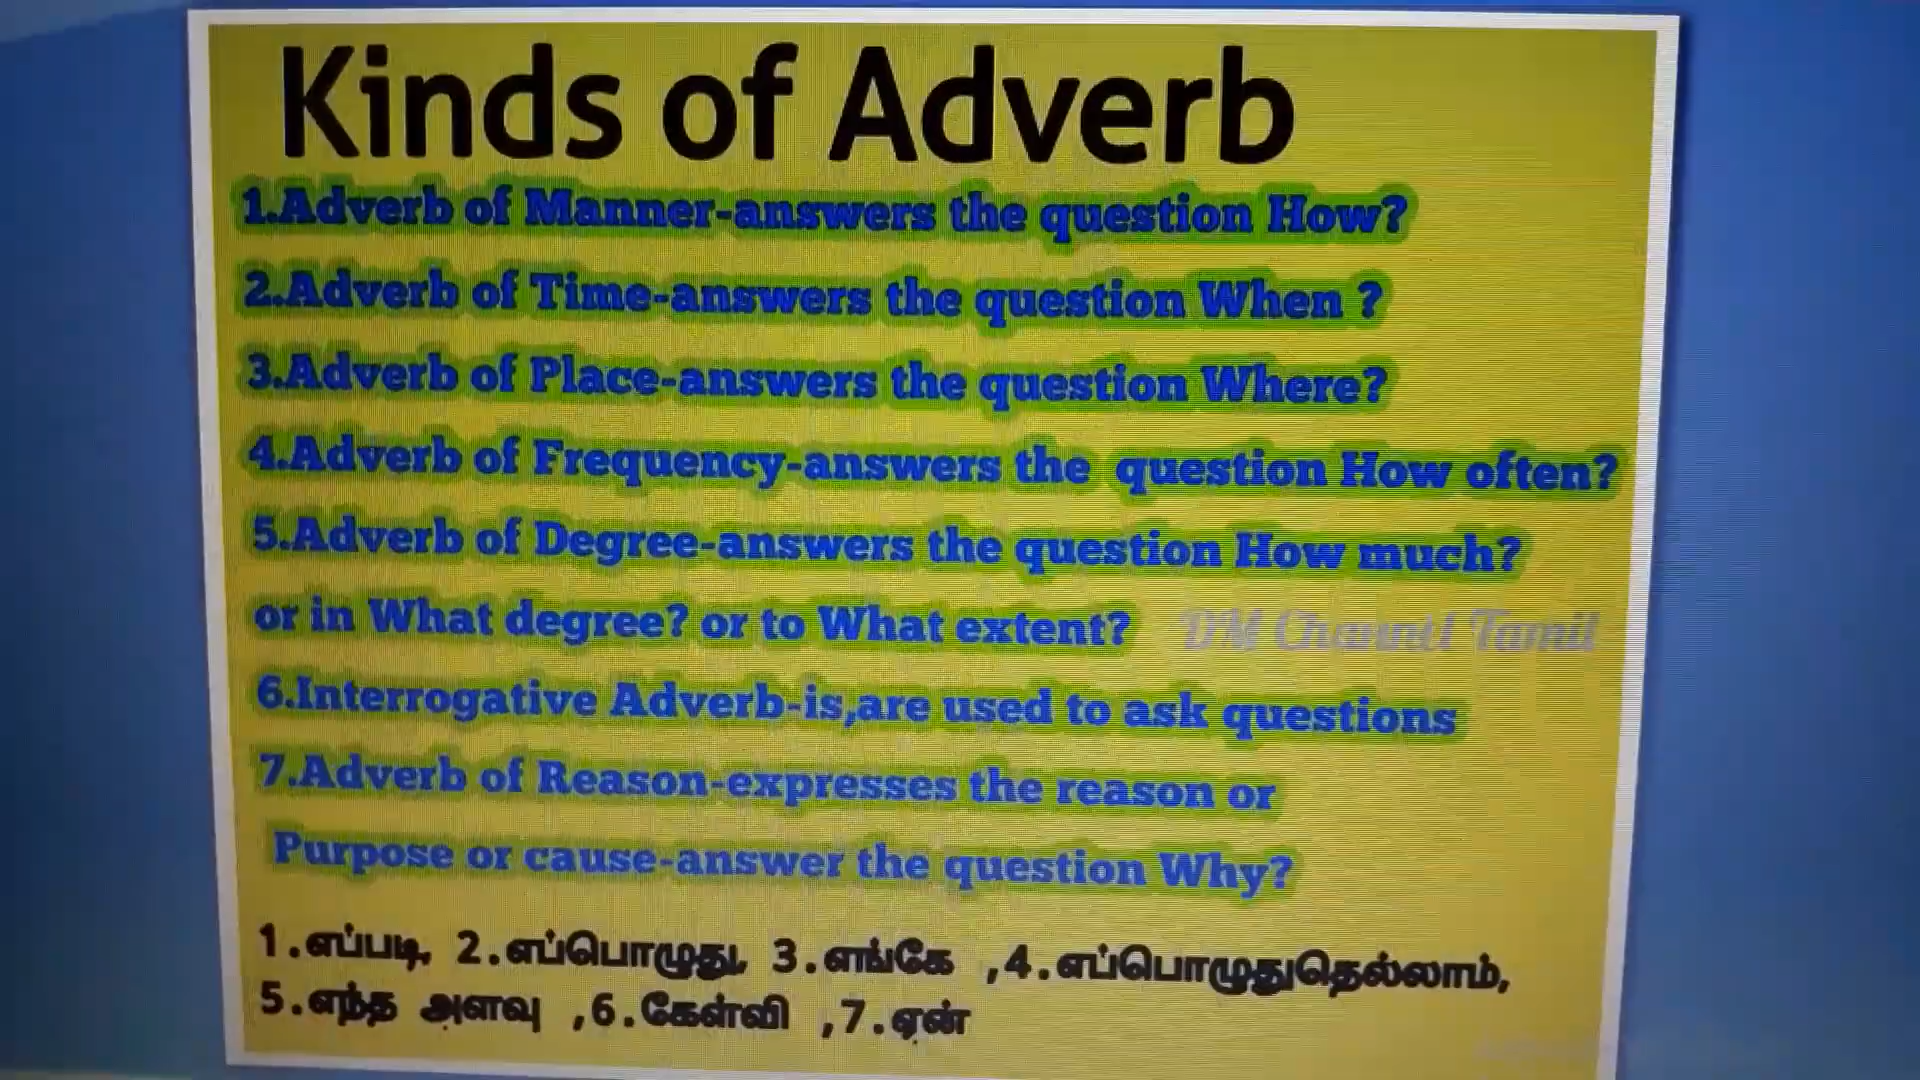 Kinds of Adverb
1.Adverb of Manner-answers the question How?
2.Adverb of Time-answers the question When ?
3.Adverb of Place-answers the question Where?
4.Adverb of Frequency-answers the question How often?
5.Adverb of Degree-answers the question How much?
or in What degree? or to What extent?
DM Channel Tamil
6.Interrogative Adverb-is,are used to ask questions
7.Adverb of Reason-expresses the reason or
Purpose or cause-answer the question Why?
1.எப்படி, 2.எப்பொழுது, 3.எங்கே ,4.எப்பொழுதுதெல்லாம்,
5.எந்த அளவு ,6.கேள்வி ,7.ஏன்